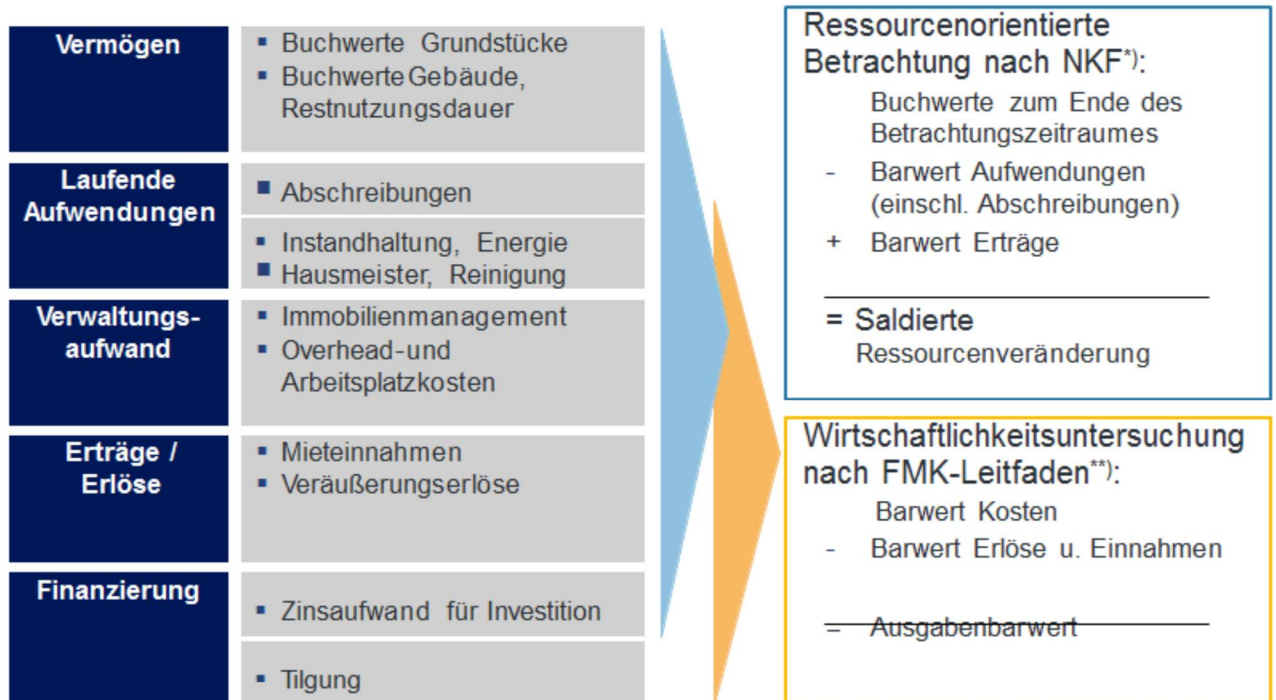 Vermögen
▪ Buchwerte Grundstücke
▪ Buchwerte Gebäude,
Restnutzungsdauer
Laufende
Aufwendungen
▪ Abschreibungen
▪ Instandhaltung, Energie
▪ Hausmeister, Reinigung
Verwaltungs-
aufwand
▪ Immobilienmanagement
▪ Overhead-und
Arbeitsplatzkosten
Erträge /
Erlöse
▪ Mieteinnahmen
▪ Veräußerungserlöse
Finanzierung
▪ Zinsaufwand für Investition
▪ Tilgung
Ressourcenorientierte
Betrachtung nach NKF*):
Buchwerte zum Ende des
Betrachtungszeitraumes
- Barwert Aufwendungen
(einschl. Abschreibungen)
+ Barwert Erträge
= Saldierte
Ressourcenveränderung
Wirtschaftlichkeitsuntersuchung
nach FMK-Leitfaden**):
Barwert Kosten
- Barwert Erlöse u. Einnahmen
= Ausgabenbarwert